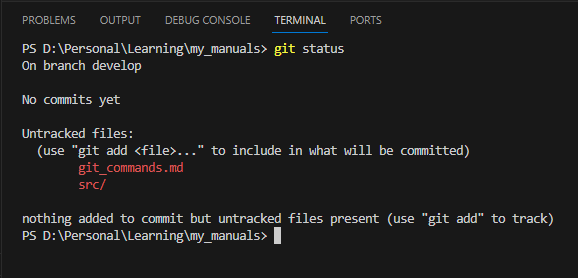 PROBLEMS OUTPUT DEBUG CONSOLE TERMINAL PORTS
PS D:\Personal\Learning\my_manuals> git status
On branch develop
No commits yet
Untracked files:
(use "git add <file>..." to include in what will be committed)
git_commands.md
src/
nothing added to commit but untracked files present (use "git add" to track)
PS D:\Personal\Learning\my_manuals>